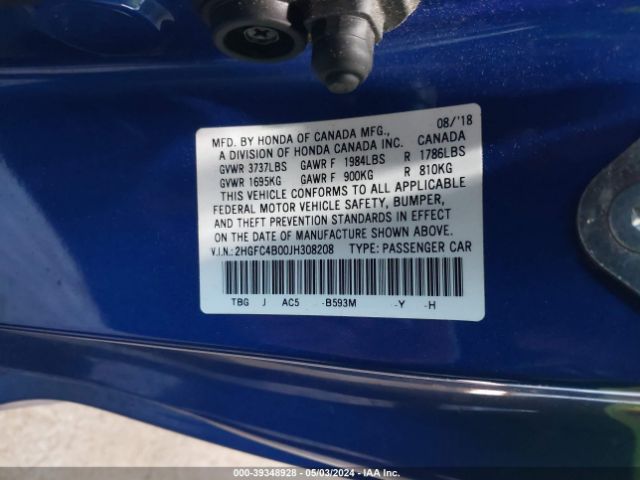 08/'18
MFD. BY HONDA OF CANADA MFG.,
A DIVISION OF HONDA CANADA INC. CANADA
GVWR 3737LBS GAWR F 1984LBS R 1786LBS
GVWR 1695KG GAWR F 900KG R 810KG
THIS VEHICLE CONFORMS TO ALL APPLICABLE
FEDERAL MOTOR VEHICLE SAFETY, BUMPER,
AND THEFT PREVENTION STANDARDS IN EFFECT
ON THE DATE OF MANUFACTURE SHOWN ABOVE.
V.I.N.: 2HGFC4B00JH308208 TYPE: PASSENGER CAR
TBG J AC5 -B593M -Y -H
000-39348928 - 05/03/2024 - IAA Inc.